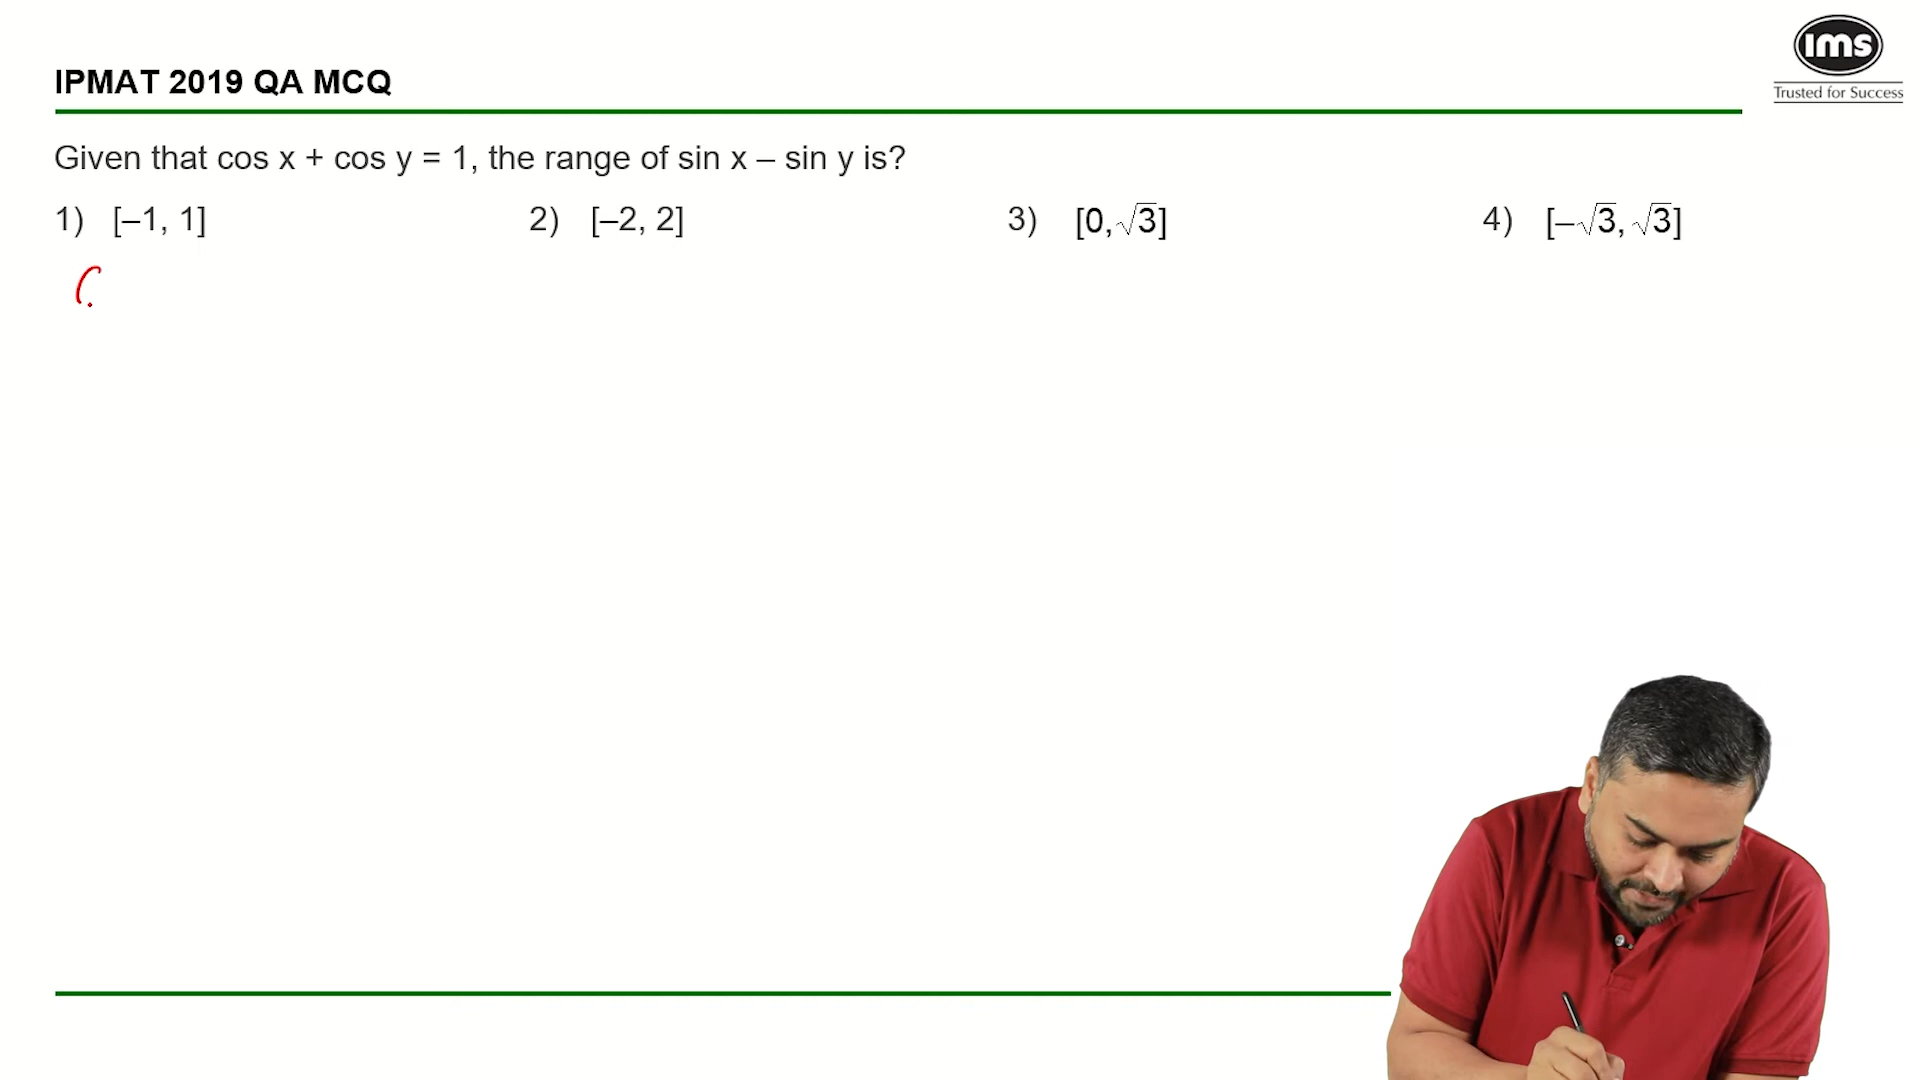 ims
Trusted for Success
IPMAT 2019 QA MCQ
Given that cos x + cos y = 1, the range of sin x – sin y is?
1) [–1, 1] 2) [–2, 2] 3) [0,√3] 4) [–√3, √3]